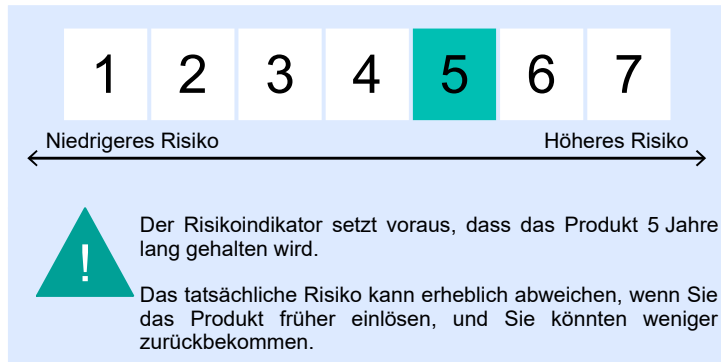 1 2 3 4 5 6 7
Niedrigeres Risiko Höheres Risiko
! Der Risikoindikator setzt voraus, dass das Produkt 5 Jahre
lang gehalten wird.
Das tatsächliche Risiko kann erheblich abweichen, wenn Sie
das Produkt früher einlösen, und Sie könnten weniger
zurückbekommen.